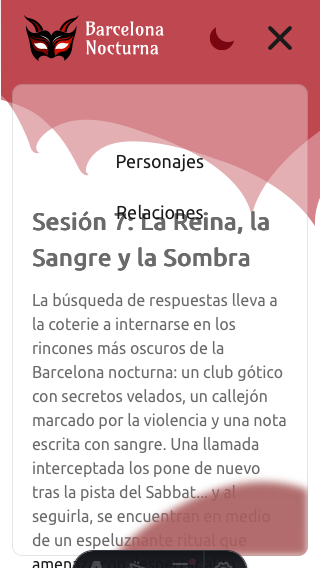 Barcelona
Nocturna
Personajes
Relaciones
Sesión 7: La Reina, la
Sangre y la Sombra
La búsqueda de respuestas lleva a
la coterie a internarse en los
rincones más oscuros de la
Barcelona nocturna: un club gótico
con secretos velados, un callejón
marcado por la violencia y una nota
escrita con sangre. Una llamada
interceptada los pone de nuevo
tras la pista del Sabbat... y al
seguirla, se encuentran en medio
de un espeluznante ritual que